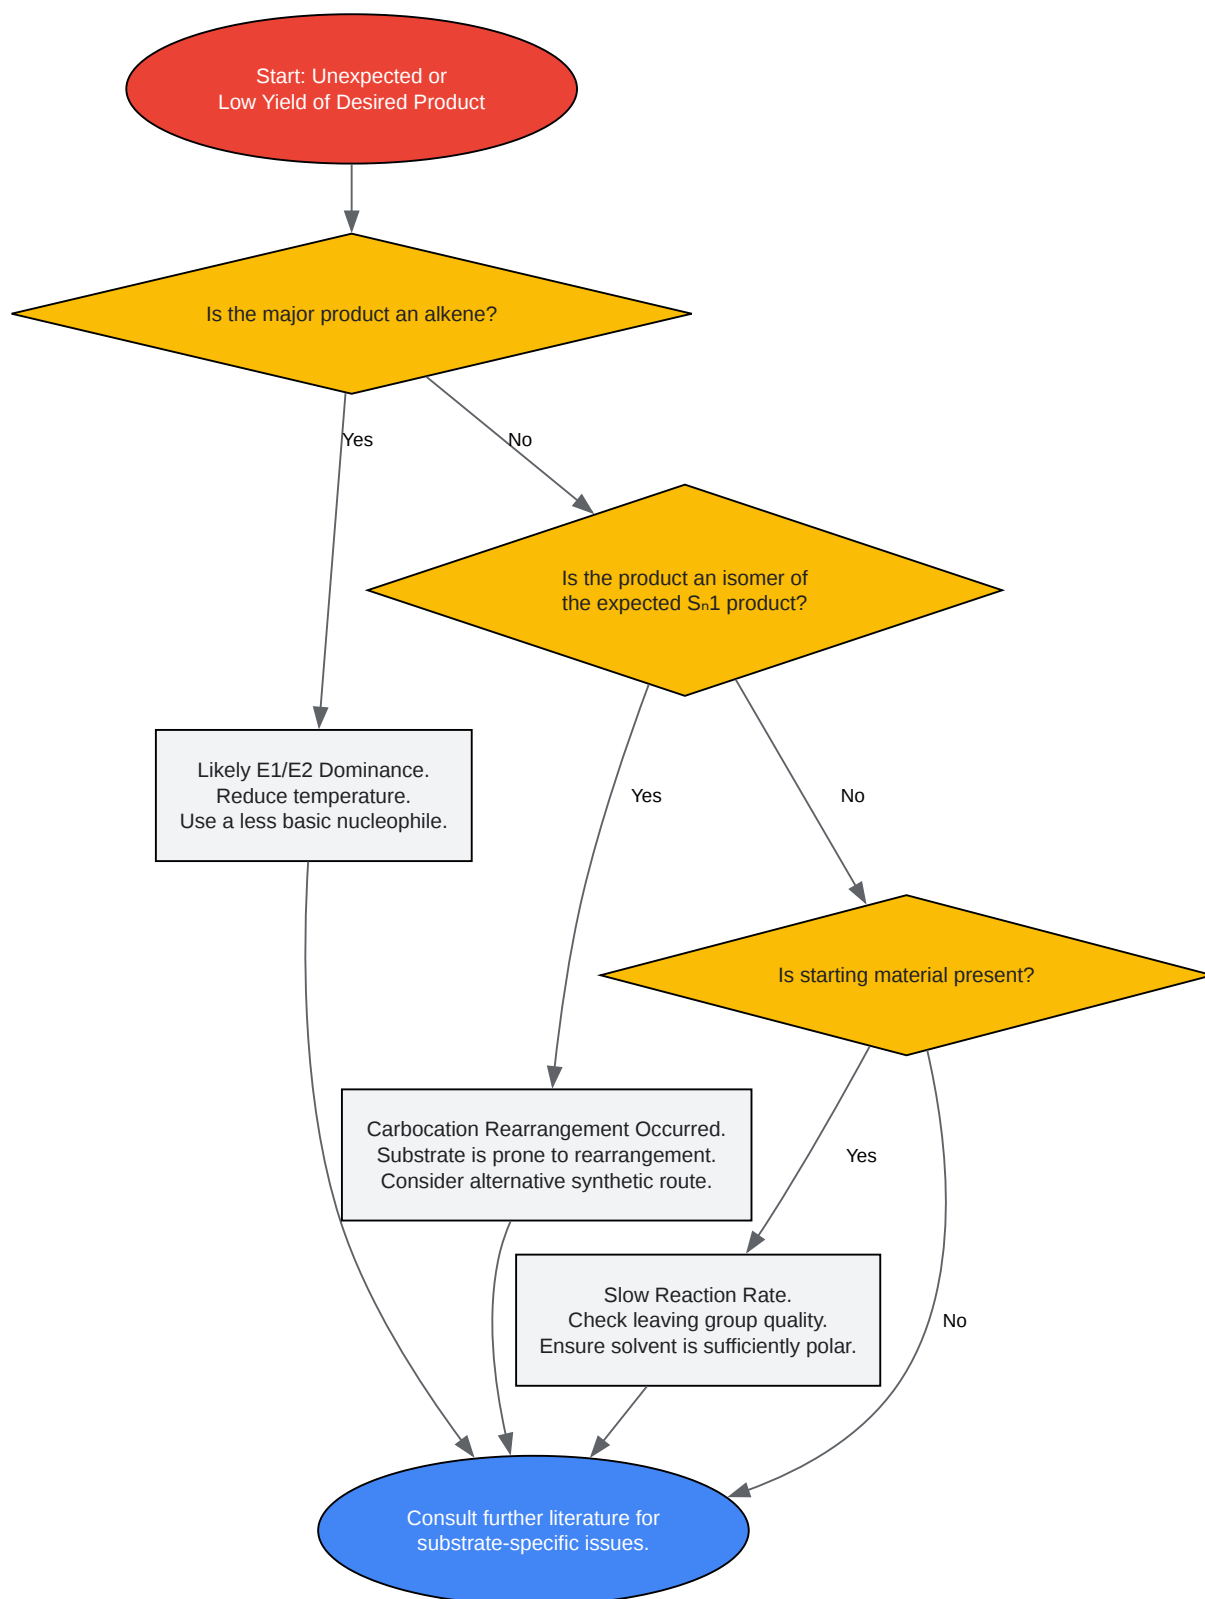 Start: Unexpected or
Low Yield of Desired Product
Is the major product an alkene?
Yes
No
Is the product an isomer of
the expected Sₙ1 product?
Likely E1/E2 Dominance.
Reduce temperature.
Use a less basic nucleophile.
Yes
No
Is starting material present?
Carbocation Rearrangement Occurred.
Substrate is prone to rearrangement.
Consider alternative synthetic route.
Yes
Slow Reaction Rate.
Check leaving group quality.
Ensure solvent is sufficiently polar.
No
Consult further literature for
substrate-specific issues.